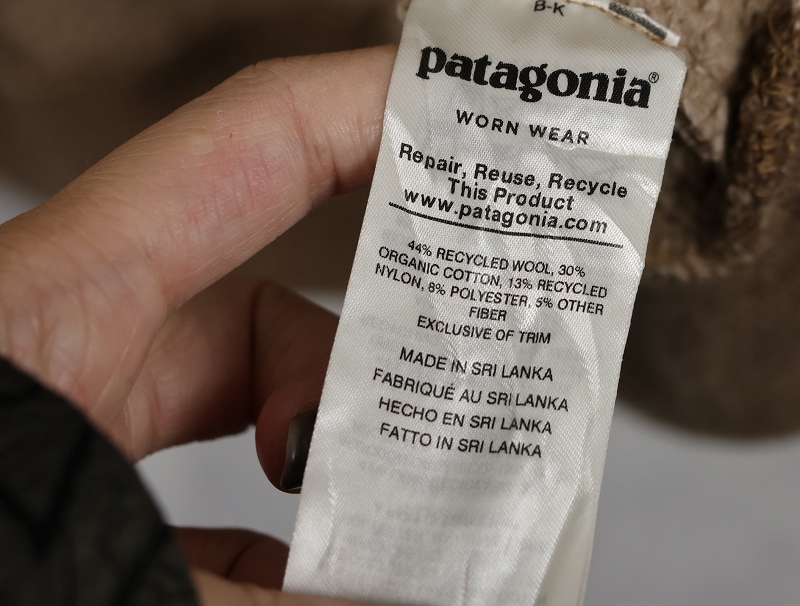 B-K
patagonia®
WORN WEAR
Repair, Reuse, Recycle
This Product
www.patagonia.com
44% RECYCLED WOOL, 30%
ORGANIC COTTON, 13% RECYCLED
NYLON, 8% POLYESTER, 5% OTHER
FIBER
EXCLUSIVE OF TRIM
MADE IN SRI LANKA
FABRIQUÉ AU SRI LANKA
HECHO EN SRI LANKA
FATTO IN SRI LANKA